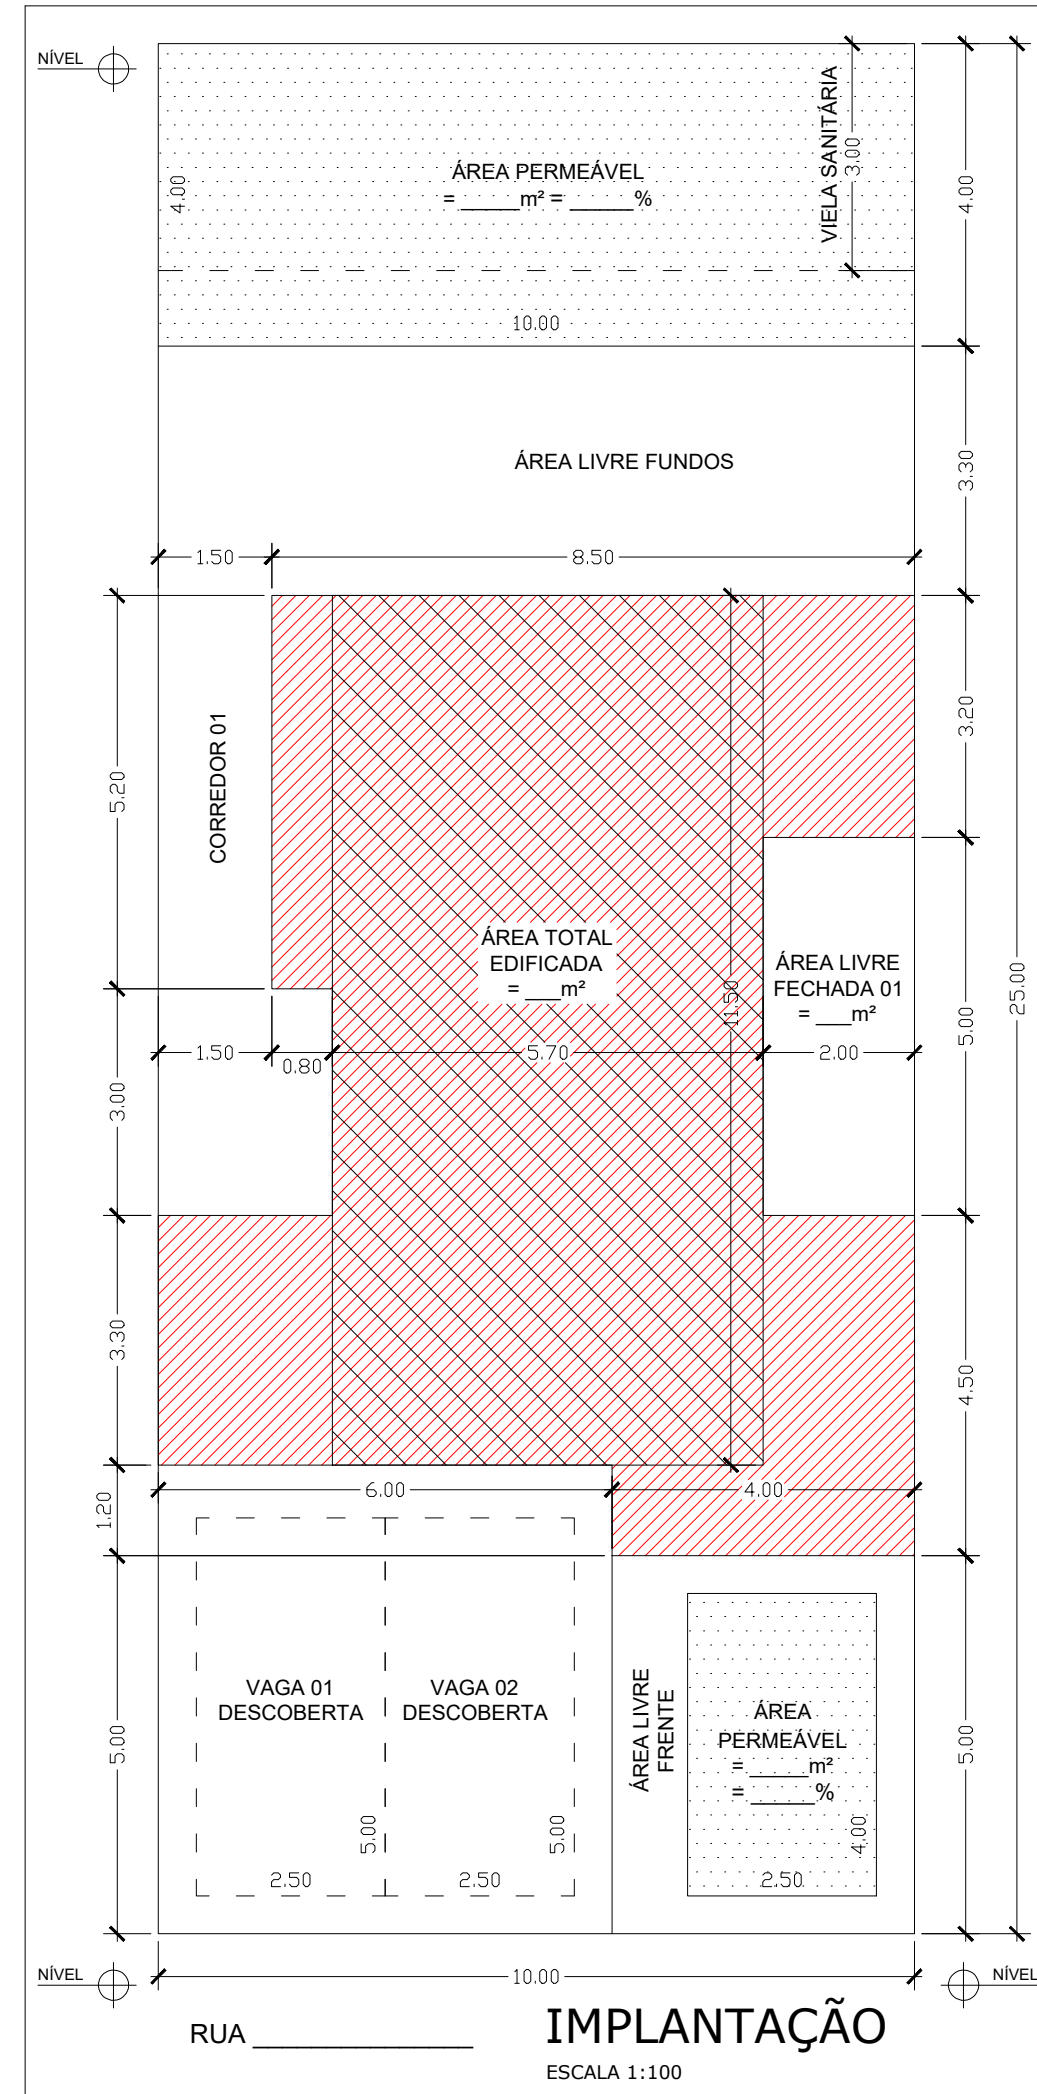 NÍVEL
VIELA SANITÁRIA
3.00
4.00
ÁREA PERMEÁVEL
= _____m² = _____%
4.00
10.00
ÁREA LIVRE FUNDOS
3.30
1.50
8.50
25.00
5.20
CORREDOR 01
3.20
ÁREA TOTAL
EDIFICADA
= ___m²
11.50
ÁREA LIVRE
FECHADA 01
= ___m²
5.00
1.50
0.80
5.70
2.00
3.00
3.30
4.50
6.00
4.00
1.20
VAGA 01
DESCOBERTA
VAGA 02
DESCOBERTA
ÁREA LIVRE
FRENTE
ÁREA
PERMEÁVEL
= _____m²
= _____%
5.00
5.00
5.00
5.00
4.00
2.50
2.50
2.50
NÍVEL
10.00
NÍVEL
RUA ________________
IMPLANTAÇÃO
ESCALA 1:100